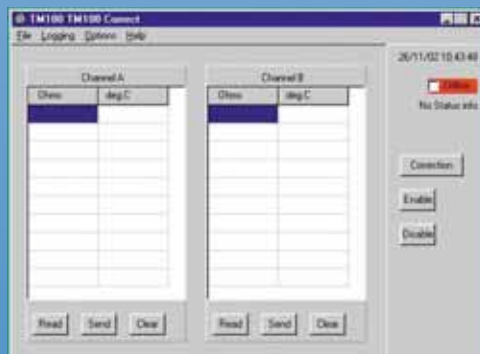 TM100 TM100 Connect
File Logging Options Help
26/11/02 10:43:48
Channel A
Ohms deg.C
Channel B
Ohms deg.C
Offline
No Status info
Correction
Enable
Disable
Read Send Clear
Read Send Clear